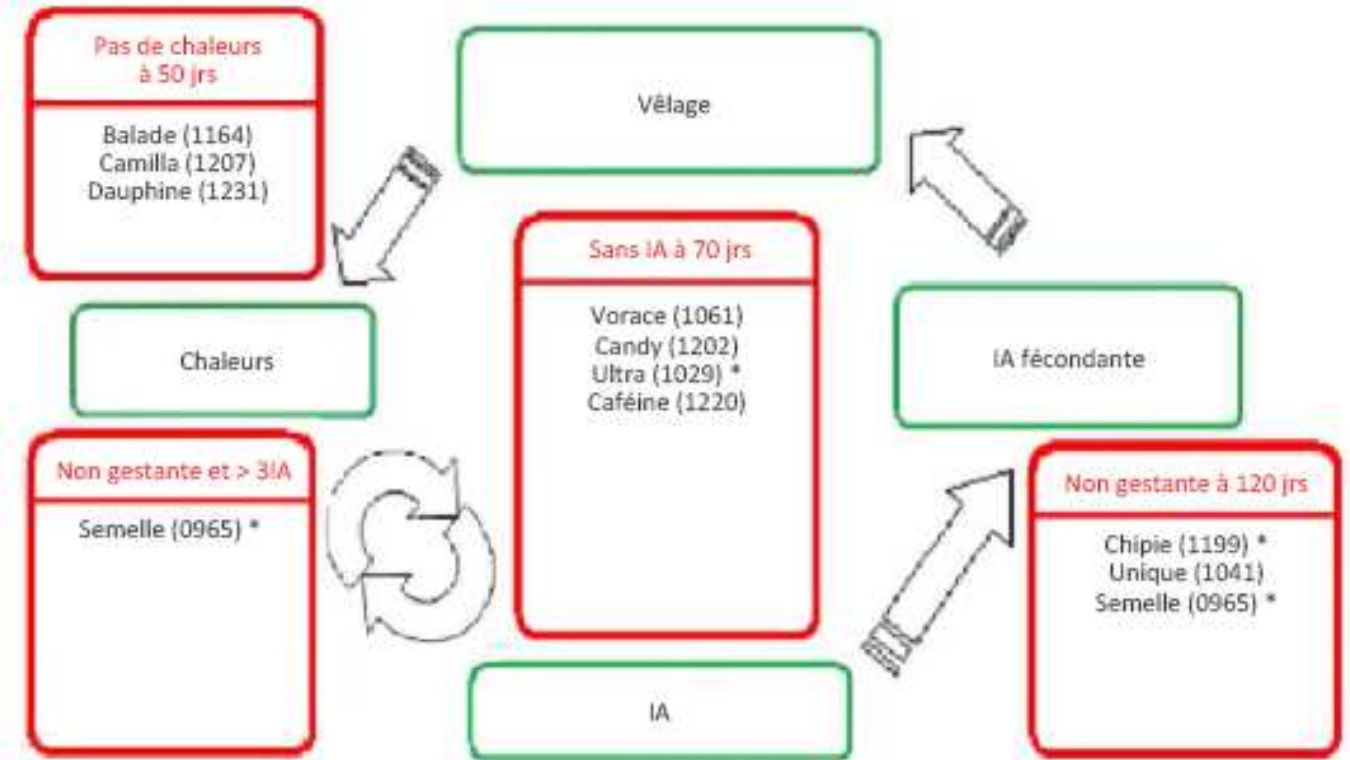 Pas de chaleurs
à 50 jrs
Balade (1164)
Camilla (1207)
Dauphine (1231)
Vêlage
Sans IA à 70 jrs
Vorace (1061)
Candy (1202)
Ultra (1029) *
Caféine (1220)
Chaleurs
IA fécondante
Non gestante et > 3IA
Semelle (0965) *
Non gestante à 120 jrs
Chipie (1199) *
Unique (1041)
Semelle (0965) *
IA